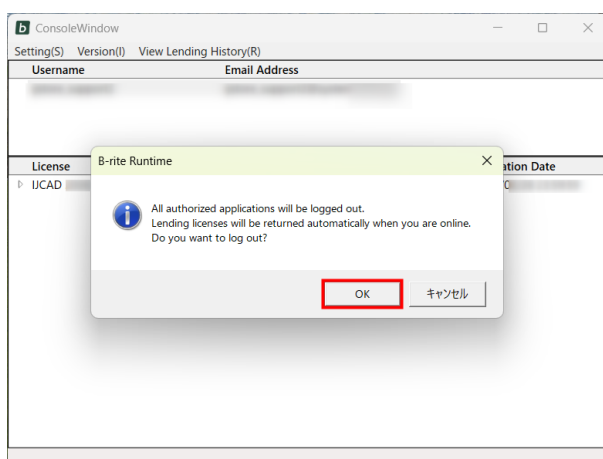 ConsoleWindow
Setting(S) Version(I) View Lending History(R)
Username Email Address
License ation Date
IJCAD
B-rite Runtime
All authorized applications will be logged out.
Lending licenses will be returned automatically when you are online.
Do you want to log out?
OK キャンセル